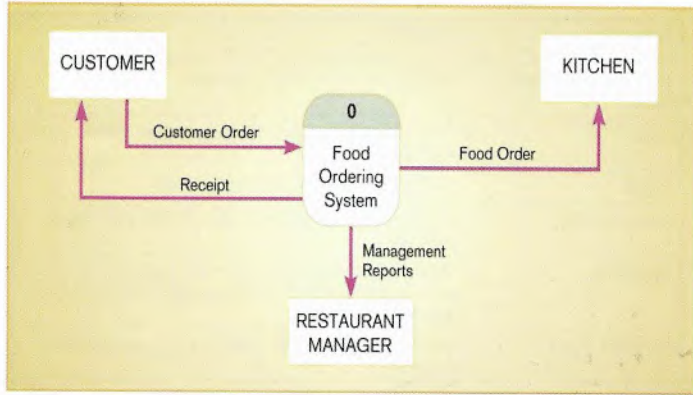 CUSTOMER
KITCHEN
0
Customer Order
Food
Ordering
System
Food Order
Receipt
Management
Reports
RESTAURANT
MANAGER